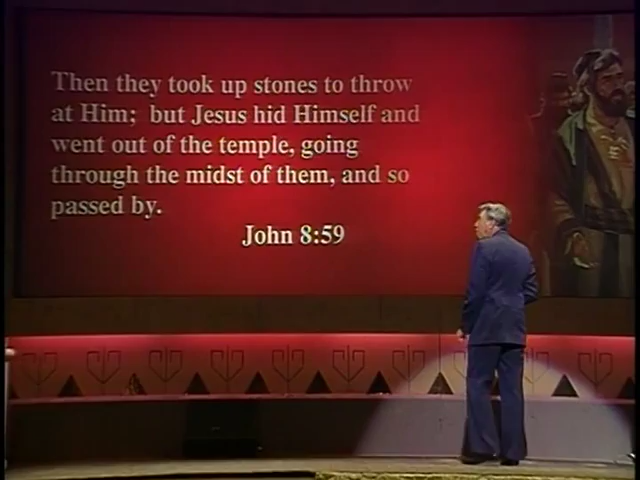 Then they took up stones to throw
at Him; but Jesus hid Himself and
went out of the temple, going
through the midst of them, and so
passed by.
John 8:59